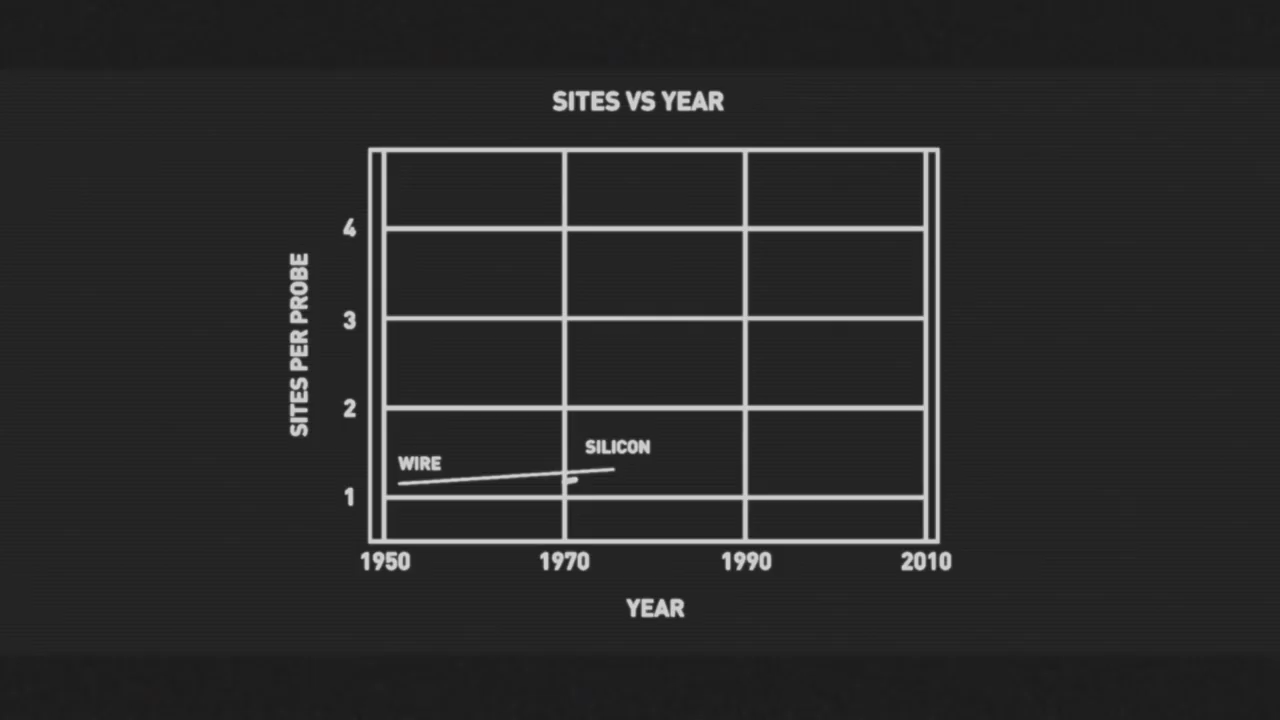 SITES VS YEAR
4
3
2
1
SITES PER PROBE
WIRE
SILICON
1950 1970 1990 2010
YEAR